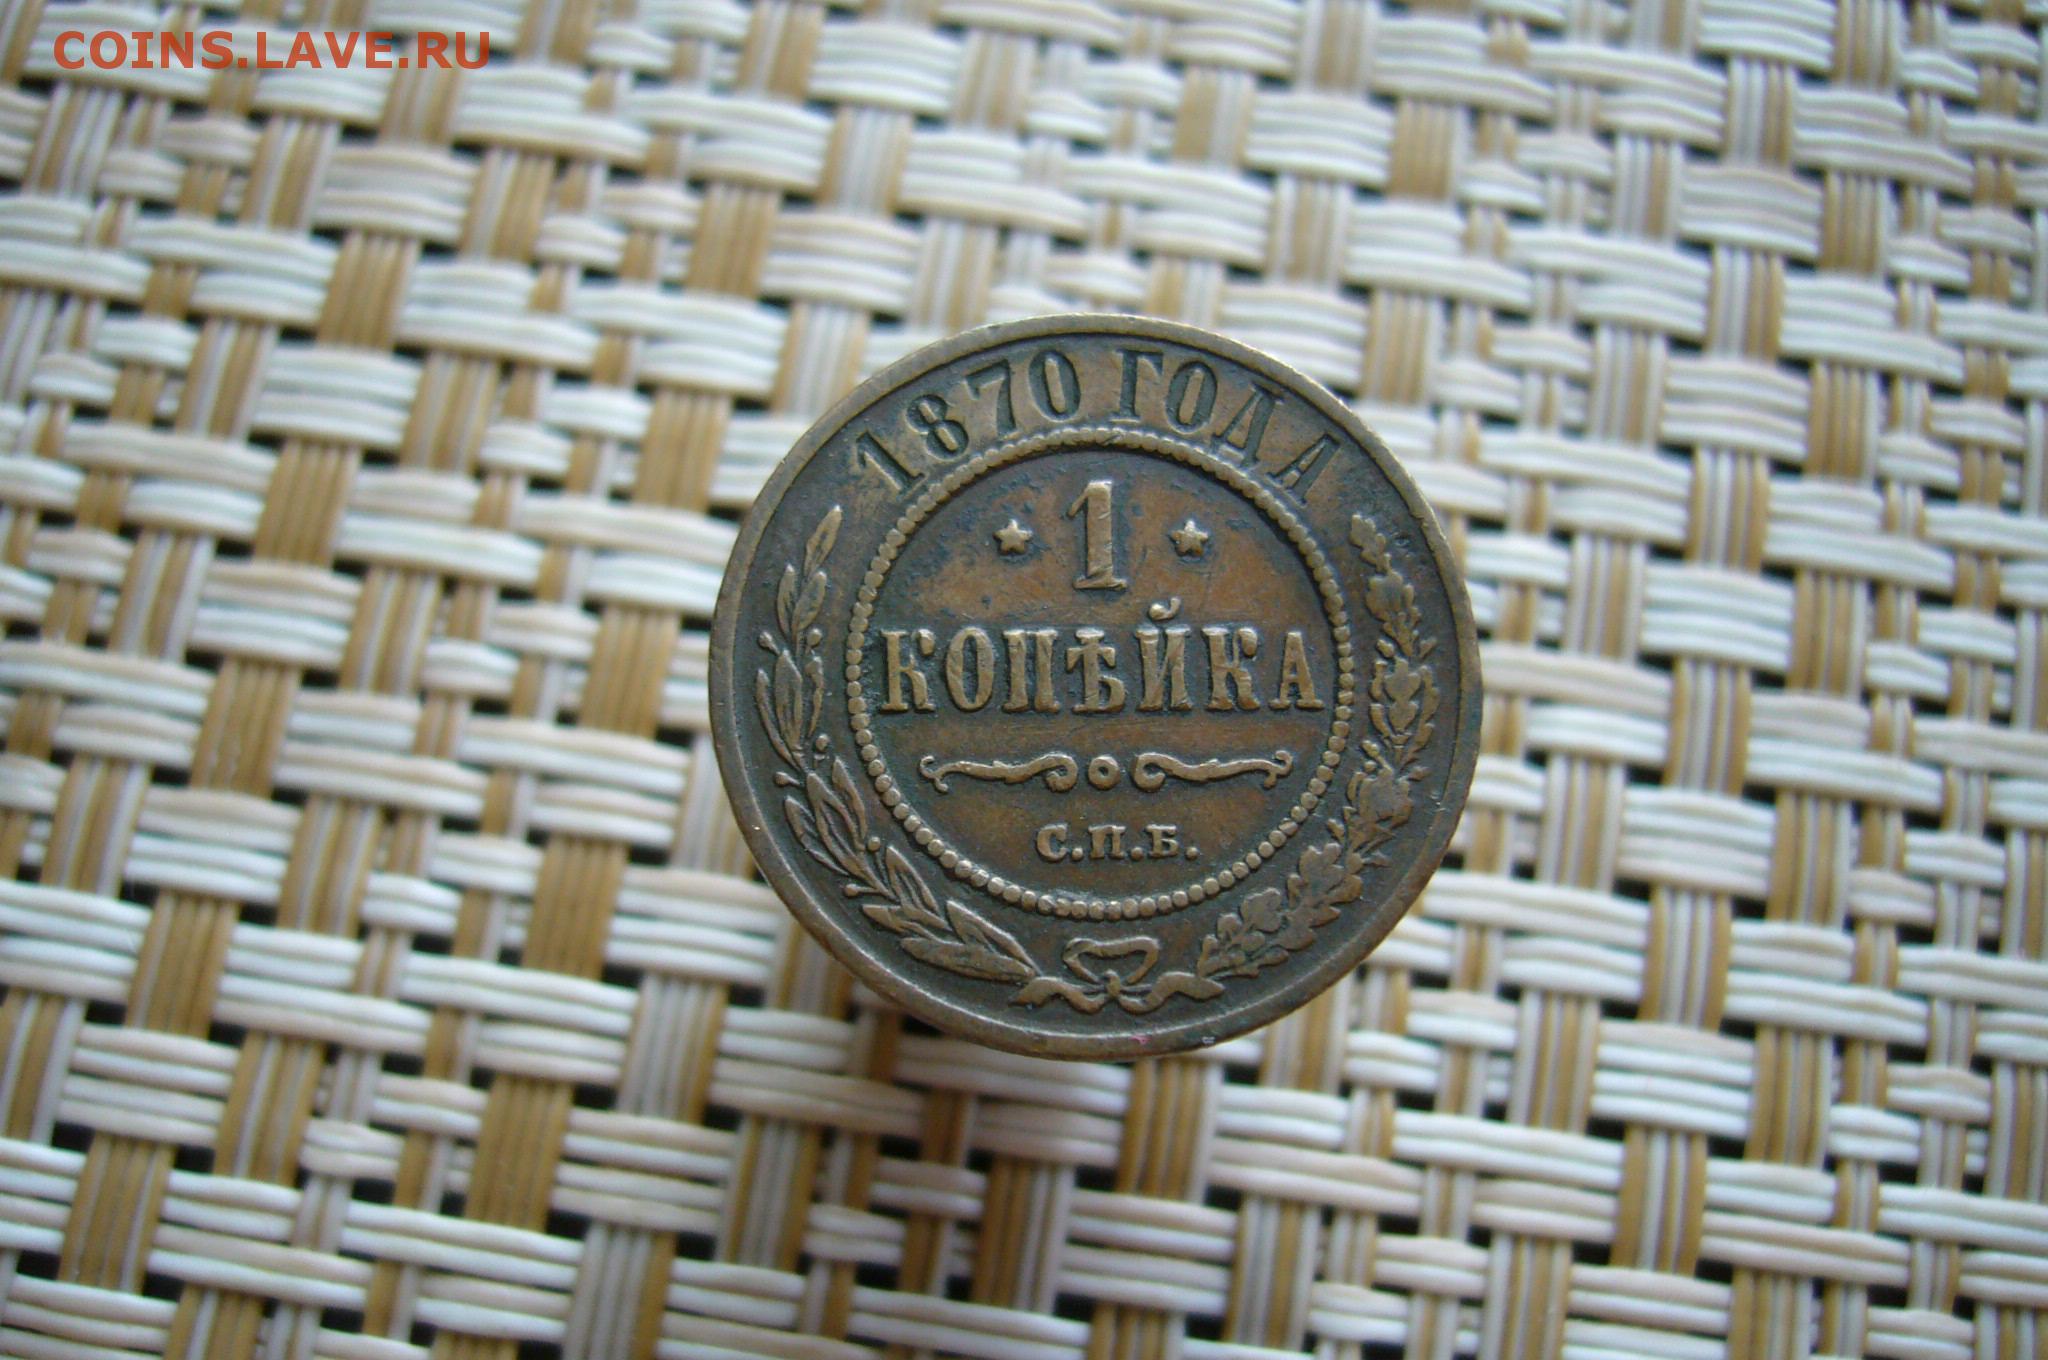 COINS.LAVE.RU
1870 ГОДА
1
КОПѢЙКА
С.П.Б.